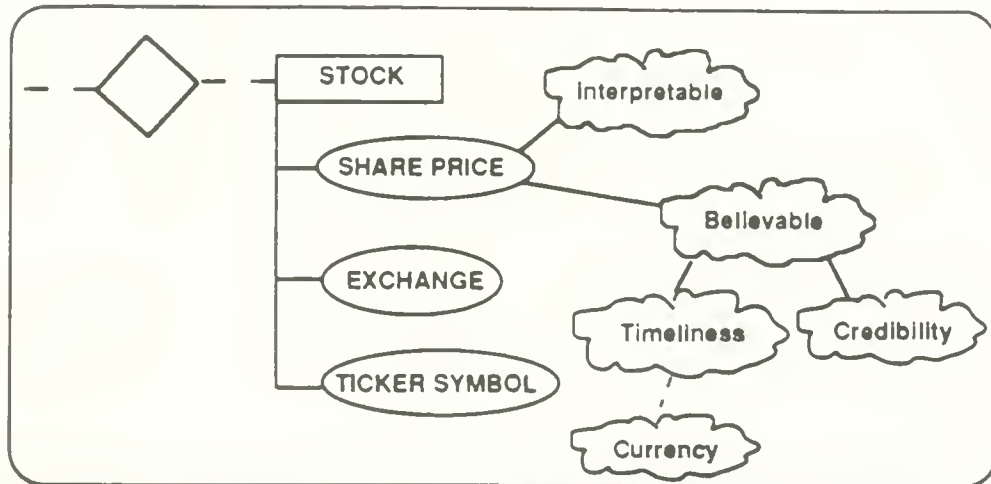 STOCK
Interpretable
SHARE PRICE
Believable
EXCHANGE
Timeliness
Credibility
TICKER SYMBOL
Currency